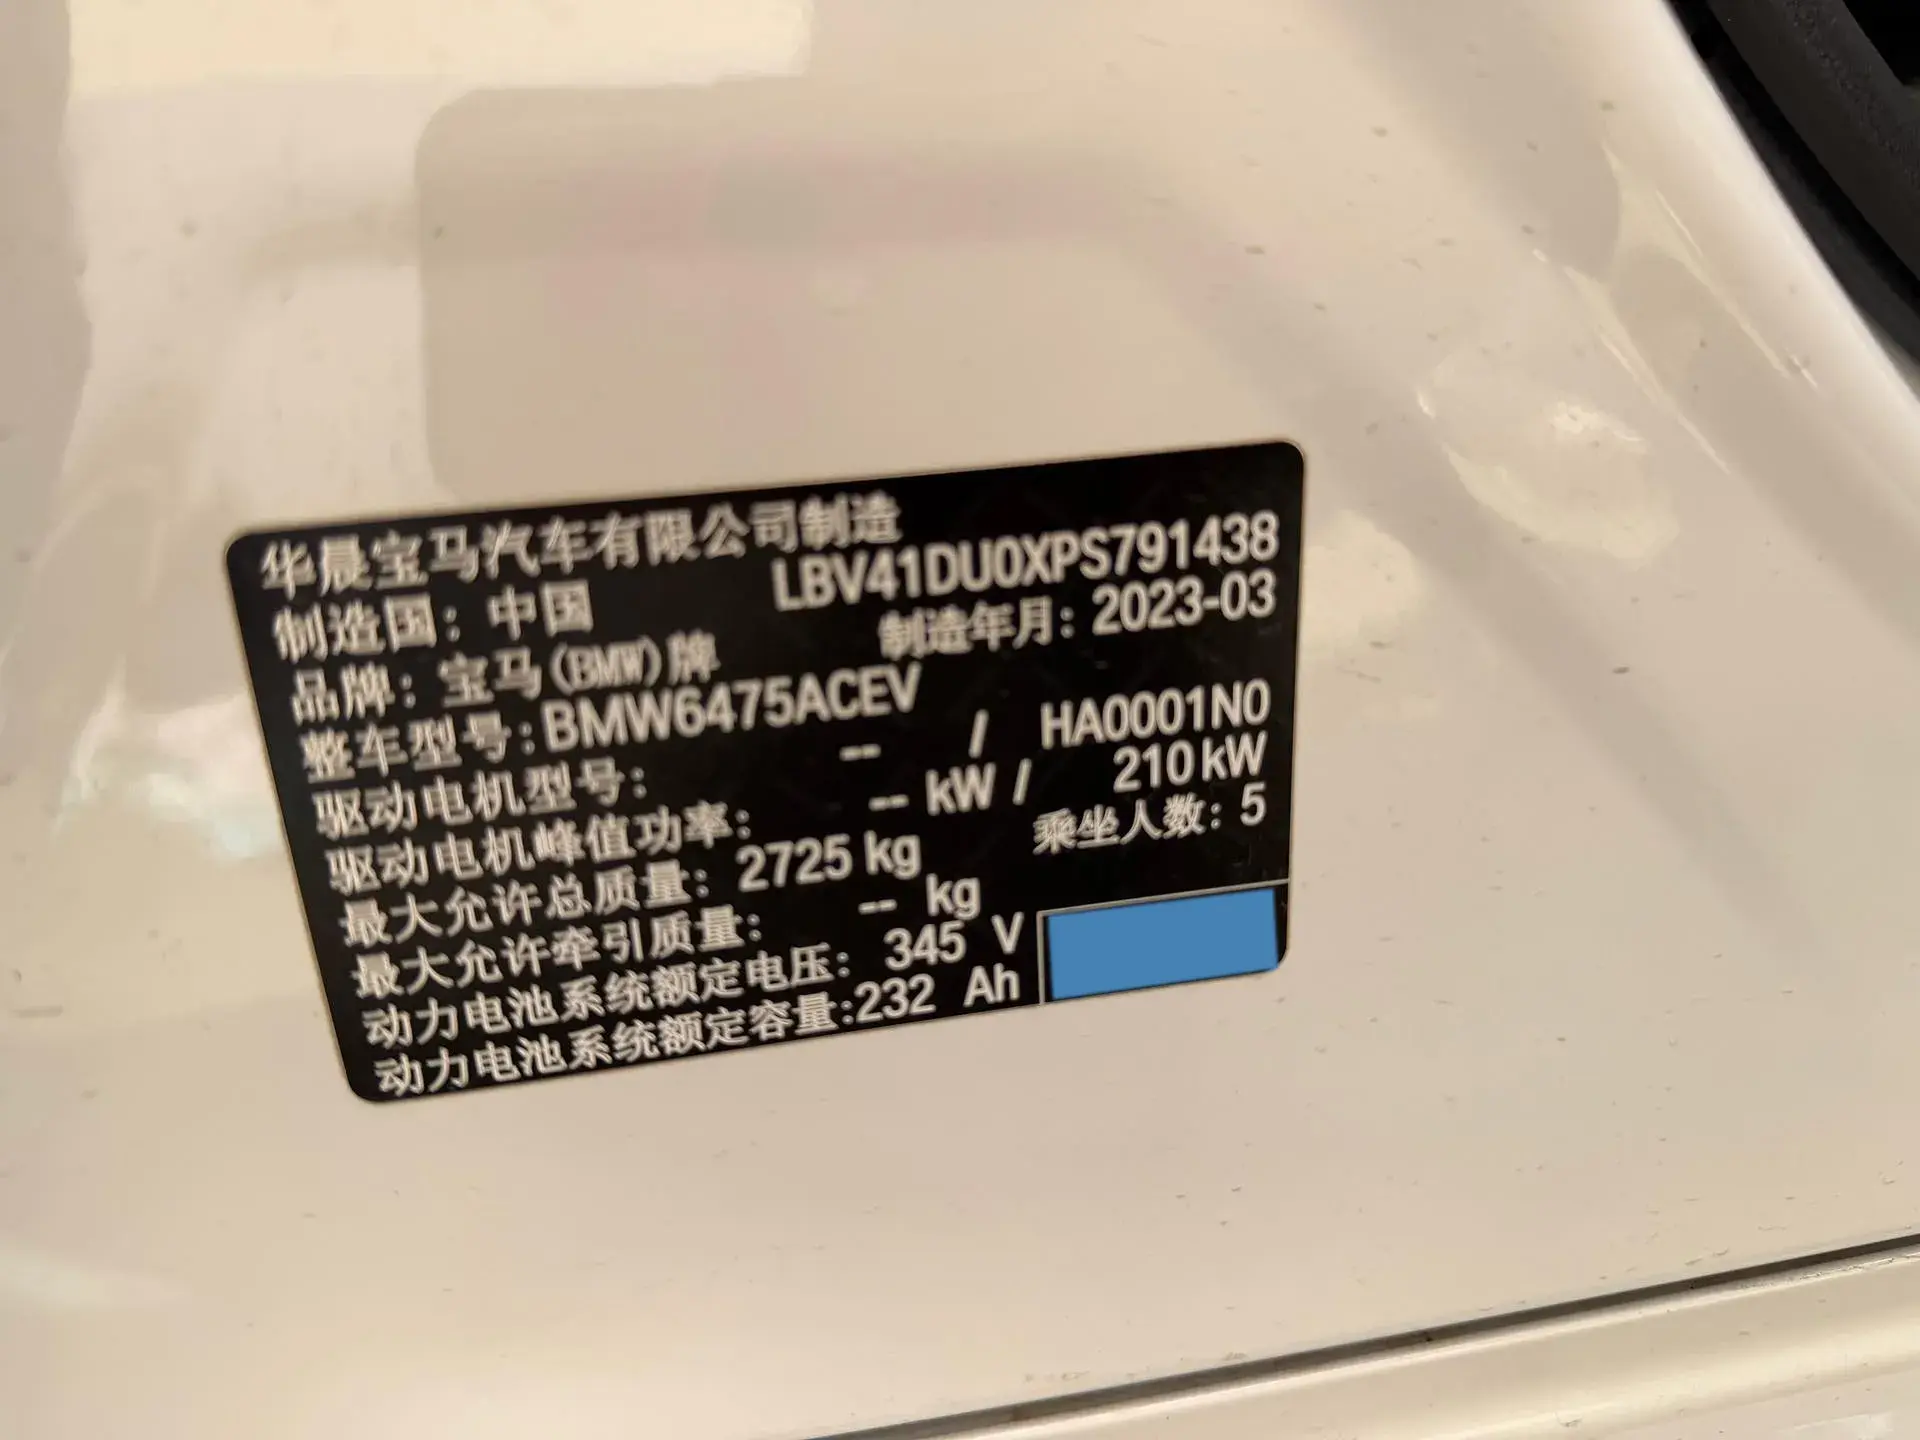 华晨宝马汽车有限公司制造
LBV41DU0XPS791438
制造国：中国 制造年月：2023-03
品牌：宝马(BMW)牌
整车型号:BMW6475ACEV
驱动电机型号： -- / HA0001N0
驱动电机峰值功率： -- kW / 210kW
最大允许总质量：2725 kg 乘坐人数：5
最大允许牵引质量： -- kg
动力电池系统额定电压：345 V
动力电池系统额定容量:232 Ah